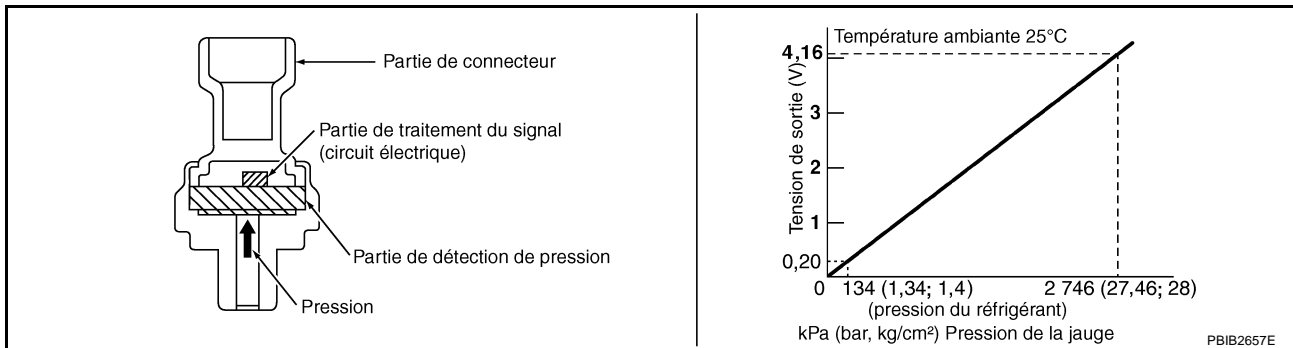 Partie de connecteur
Partie de traitement du signal
(circuit électrique)
Partie de détection de pression
Pression
Température ambiante 25°C
Tension de sortie (V)
4,16
3
2
1
0,20
0 134 (1,34; 1,4) 2 746 (27,46; 28)
(pression du réfrigérant)
kPa (bar, kg/cm²) Pression de la jauge
PBIB2657E